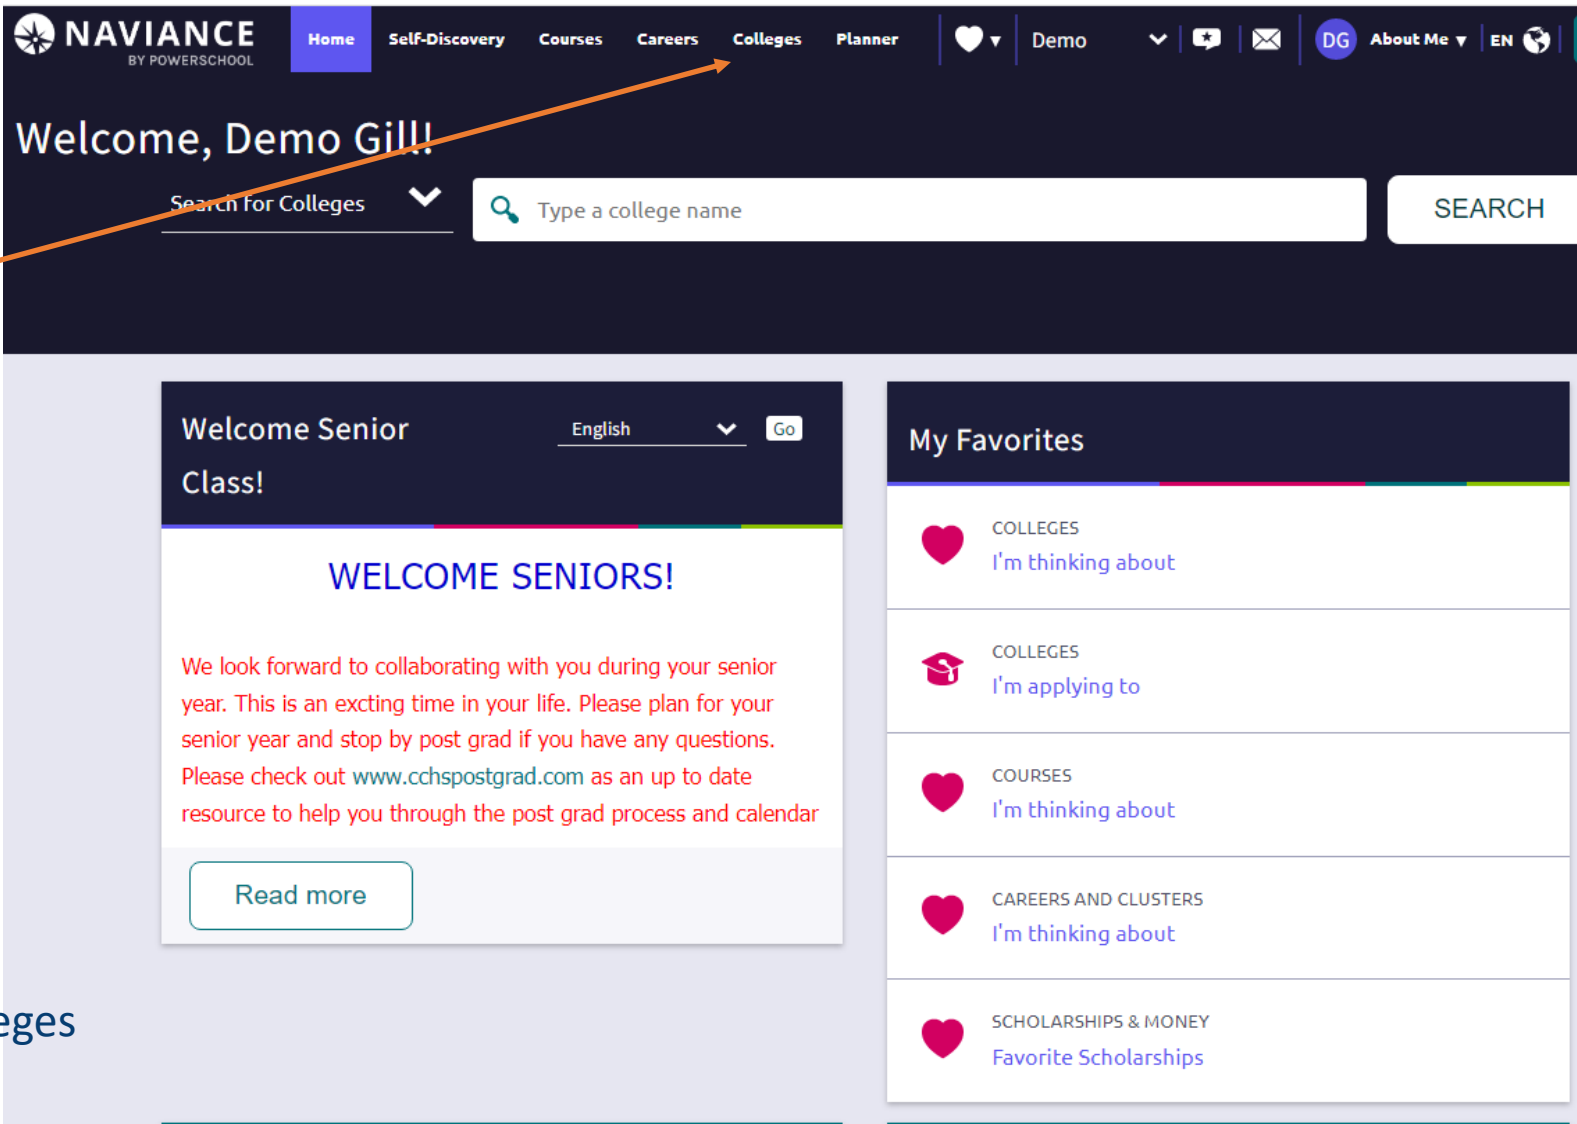 NAVIANCE
BY POWERSCHOOL
Home Self-Discovery Courses Careers Colleges Planner Demo DG About Me EN
Welcome, Demo Gill!
Search for Colleges Type a college name SEARCH
Welcome Senior Class!
English Go
WELCOME SENIORS!
We look forward to collaborating with you during your senior
year. This is an excting time in your life. Please plan for your
senior year and stop by post grad if you have any questions.
Please check out www.cchspostgrad.com as an up to date
resource to help you through the post grad process and calendar
Read more
My Favorites
COLLEGES
I'm thinking about
COLLEGES
I'm applying to
COURSES
I'm thinking about
CAREERS AND CLUSTERS
I'm thinking about
SCHOLARSHIPS & MONEY
Favorite Scholarships